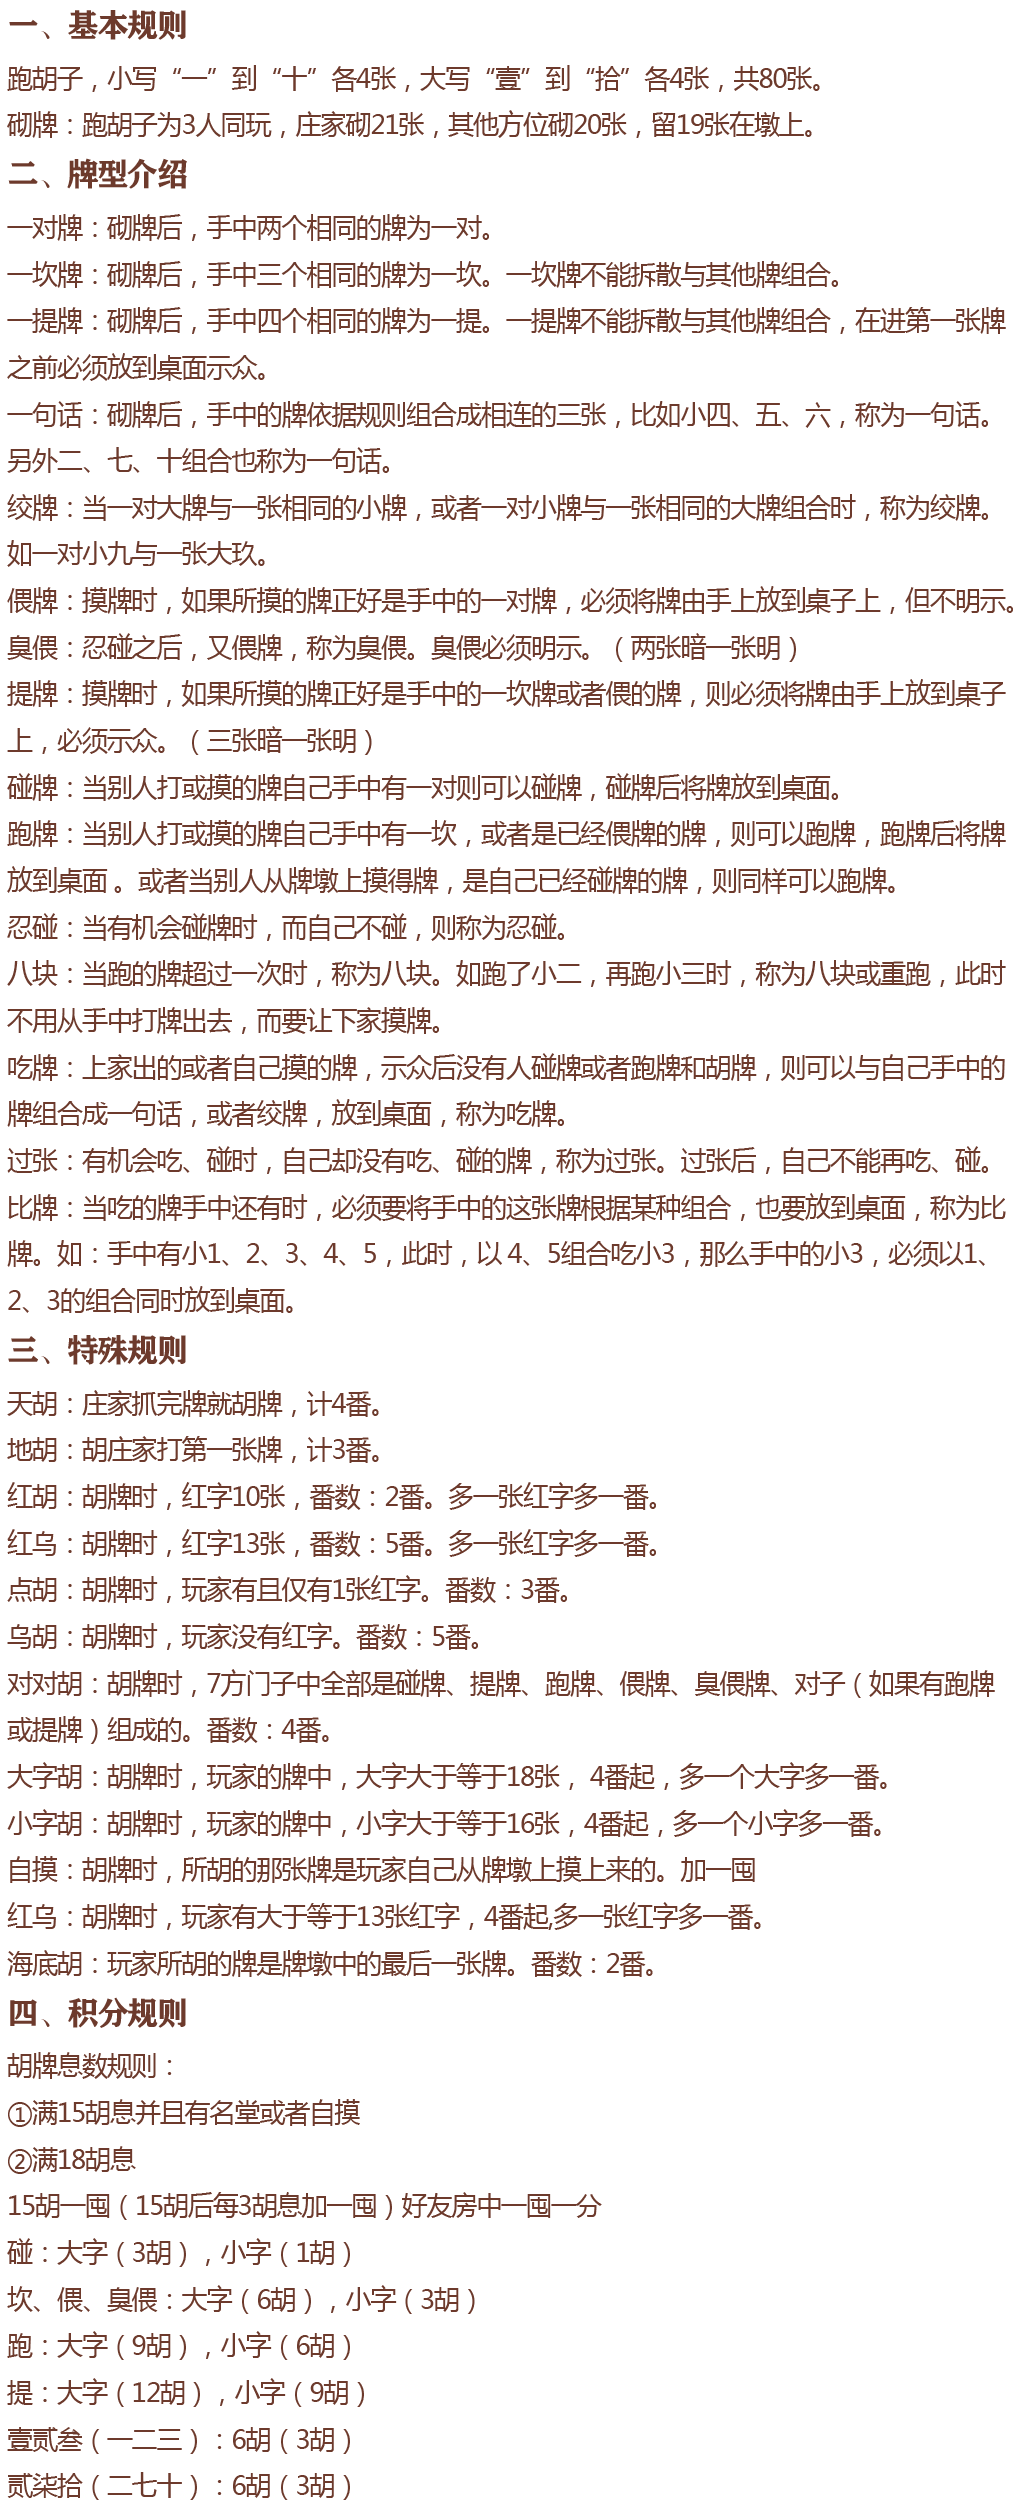 一、基本规则
跑胡子，小写“一”到“十”各4张，大写“壹”到“拾”各4张，共80张。
砌牌：跑胡子为3人同玩，庄家砌21张，其他方位砌20张，留19张在墩上。
二、牌型介绍
一对牌：砌牌后，手中两个相同的牌为一对。
一坎牌：砌牌后，手中三个相同的牌为一坎。一坎牌不能拆散与其他牌组合。
一提牌：砌牌后，手中四个相同的牌为一提。一提牌不能拆散与其他牌组合，在进第一张牌
之前必须放到桌面示众。
一句话：砌牌后，手中的牌依据规则组合成相连的三张，比如小四、五、六，称为一句话。
另外二、七、十组合也称为一句话。
绞牌：当一对大牌与一张相同的小牌，或者一对小牌与一张相同的大牌组合时，称为绞牌。
如一对小九与一张大玖。
偎牌：摸牌时，如果所摸的牌正好是手中的一对牌，必须将牌由手上放到桌子上，但不明示。
臭偎：忍碰之后，又偎牌，称为臭偎。臭偎必须明示。（两张暗一张明）
提牌：摸牌时，如果所摸的牌正好是手中的一坎牌或者偎的牌，则必须将牌由手上放到桌子
上，必须示众。（三张暗一张明）
碰牌：当别人打或摸的牌自己手中有一对则可以碰牌，碰牌后将牌放到桌面。
跑牌：当别人打或摸的牌自己手中有一坎，或者是已经偎牌的牌，则可以跑牌，跑牌后将牌
放到桌面 。或者当别人从牌墩上摸得牌，是自己已经碰牌的牌，则同样可以跑牌。
忍碰：当有机会碰牌时，而自己不碰，则称为忍碰。
八块：当跑的牌超过一次时，称为八块。如跑了小二，再跑小三时，称为八块或重跑，此时
不用从手中打牌出去，而要让下家摸牌。
吃牌：上家出的或者自己摸的牌，示众后没有人碰牌或者跑牌和胡牌，则可以与自己手中的
牌组合成一句话，或者绞牌，放到桌面，称为吃牌。
过张：有机会吃、碰时，自己却没有吃、碰的牌，称为过张。过张后，自己不能再吃、碰。
比牌：当吃的牌手中还有时，必须要将手中的这张牌根据某种组合，也要放到桌面，称为比
牌。如：手中有小1、2、3、4、5，此时，以 4、5组合吃小3，那么手中的小3，必须以1、
2、3的组合同时放到桌面。
三、特殊规则
天胡：庄家抓完牌就胡牌，计4番。
地胡：胡庄家打第一张牌，计3番。
红胡：胡牌时，红字10张，番数：2番。多一张红字多一番。
红乌：胡牌时，红字13张，番数：5番。多一张红字多一番。
点胡：胡牌时，玩家有且仅有1张红字。番数：3番。
乌胡：胡牌时，玩家没有红字。番数：5番。
对对胡：胡牌时，7方门子中全部是碰牌、提牌、跑牌、偎牌、臭偎牌、对子（如果有跑牌
或提牌）组成的。番数：4番。
大字胡：胡牌时，玩家的牌中，大字大于等于18张， 4番起，多一个大字多一番。
小字胡：胡牌时，玩家的牌中，小字大于等于16张，4番起，多一个小字多一番。
自摸：胡牌时，所胡的那张牌是玩家自己从牌墩上摸上来的。加一囤
红乌：胡牌时，玩家有大于等于13张红字，4番起,多一张红字多一番。
海底胡：玩家所胡的牌是牌墩中的最后一张牌。番数：2番。
四、积分规则
胡牌息数规则：
①满15胡息并且有名堂或者自摸
②满18胡息
15胡一囤（15胡后每3胡息加一囤）好友房中一囤一分
碰：大字（3胡），小字（1胡）
坎、偎、臭偎：大字（6胡），小字（3胡）
跑：大字（9胡），小字（6胡）
提：大字（12胡），小字（9胡）
壹贰叁（一二三）：6胡（3胡）
贰柒拾（二七十）：6胡（3胡）